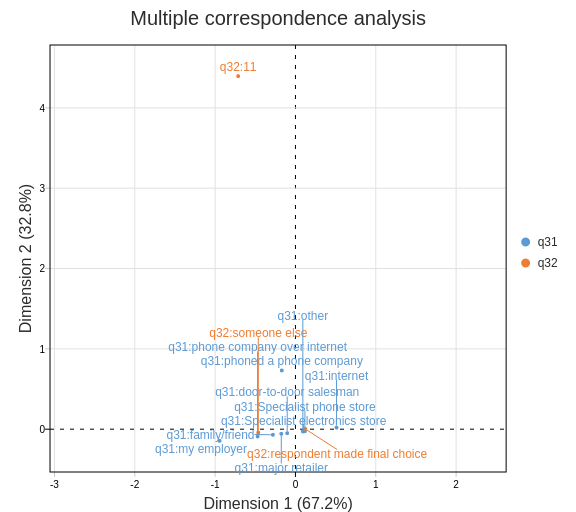 Multiple correspondence analysis
q32:11
4
3
2
1
0
Dimension 2 (32.8%)
q31:other
q32:someone else
q31:phone company over internet
q31:phoned a phone company
q31:internet
q31:door-to-door salesman
q31:Specialist phone store
q31:Specialist electronics store
q31:family/friend
q31:my employer
q32:respondent made final choice
q31:major retailer
-3
-2
-1
0
1
2
Dimension 1 (67.2%)
q31
q32